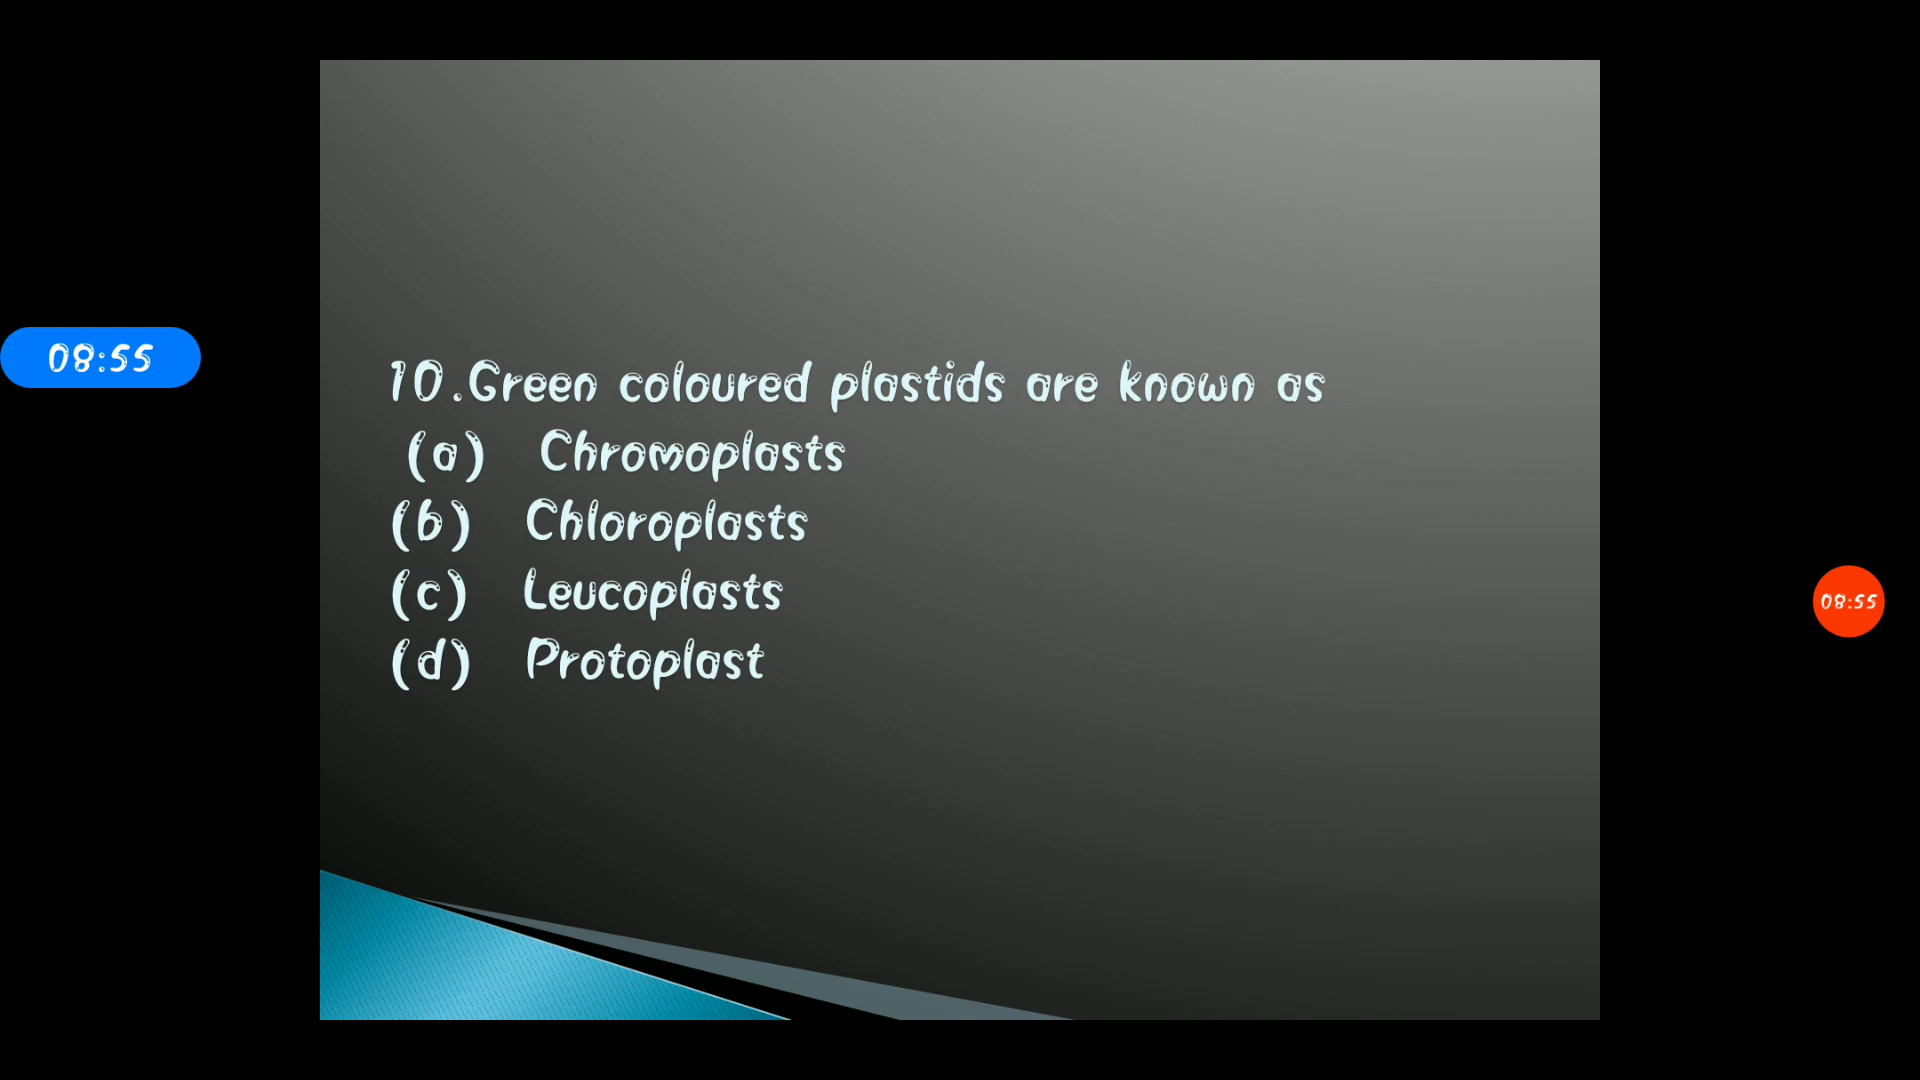 08:55
10.Green coloured plastids are known as
(a) Chromoplasts
(b) Chloroplasts
(c) Leucoplasts
(d) Protoplast
08:55